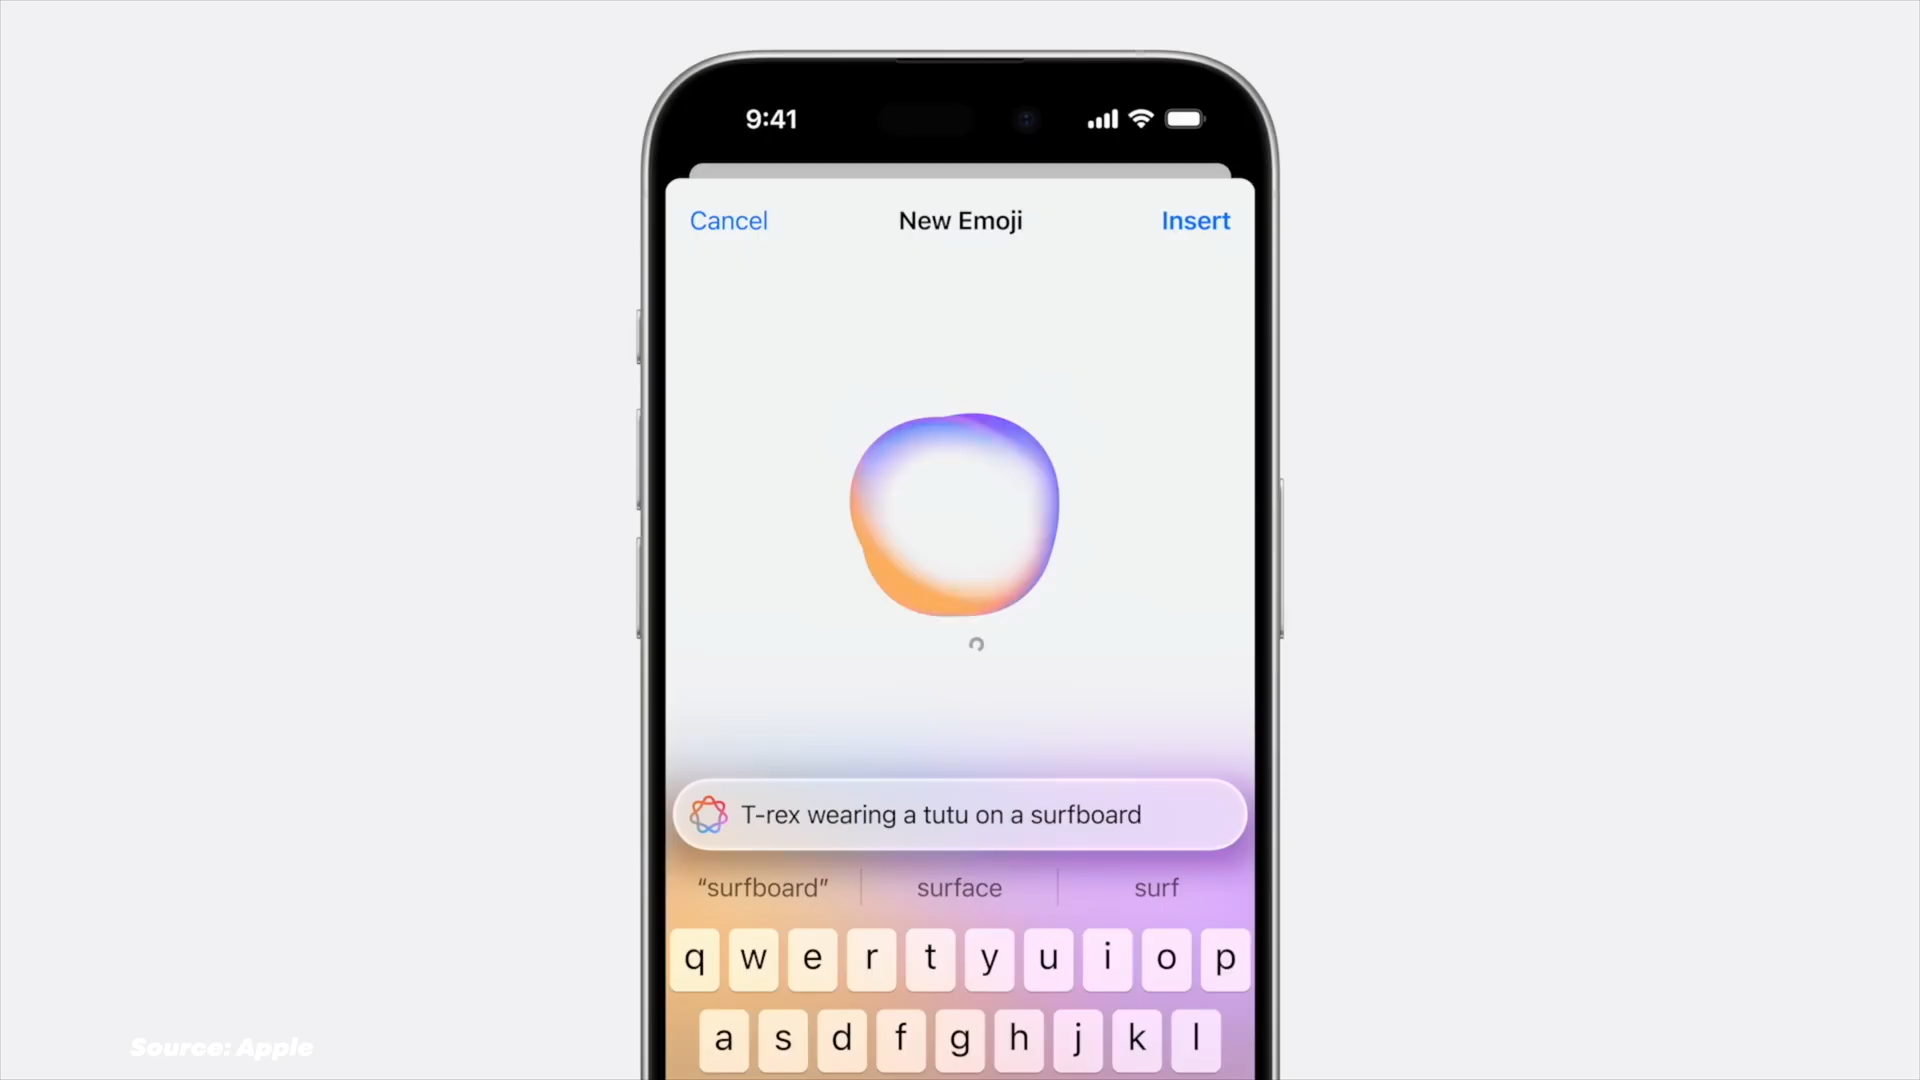 9:41
Cancel New Emoji Insert
T-rex wearing a tutu on a surfboard
“surfboard” surface surf
q w e r t y u i o p
a s d f g h j k l
Source: Apple